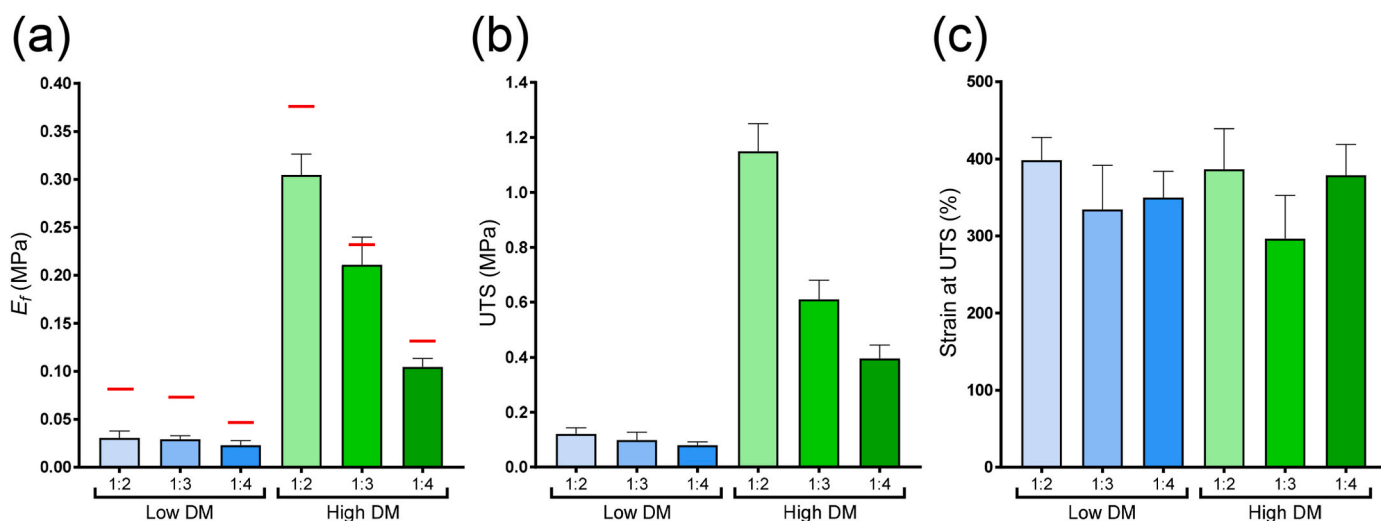 (a)
(b)
(c)
E_f (MPa)
0.40
0.35
0.30
0.25
0.20
0.15
0.10
0.05
0.00
1:2 1:3 1:4 1:2 1:3 1:4
Low DM High DM
UTS (MPa)
1.4
1.2
1.0
0.8
0.6
0.4
0.2
0.0
1:2 1:3 1:4 1:2 1:3 1:4
Low DM High DM
Strain at UTS (%)
500
400
300
200
100
0
1:2 1:3 1:4 1:2 1:3 1:4
Low DM High DM